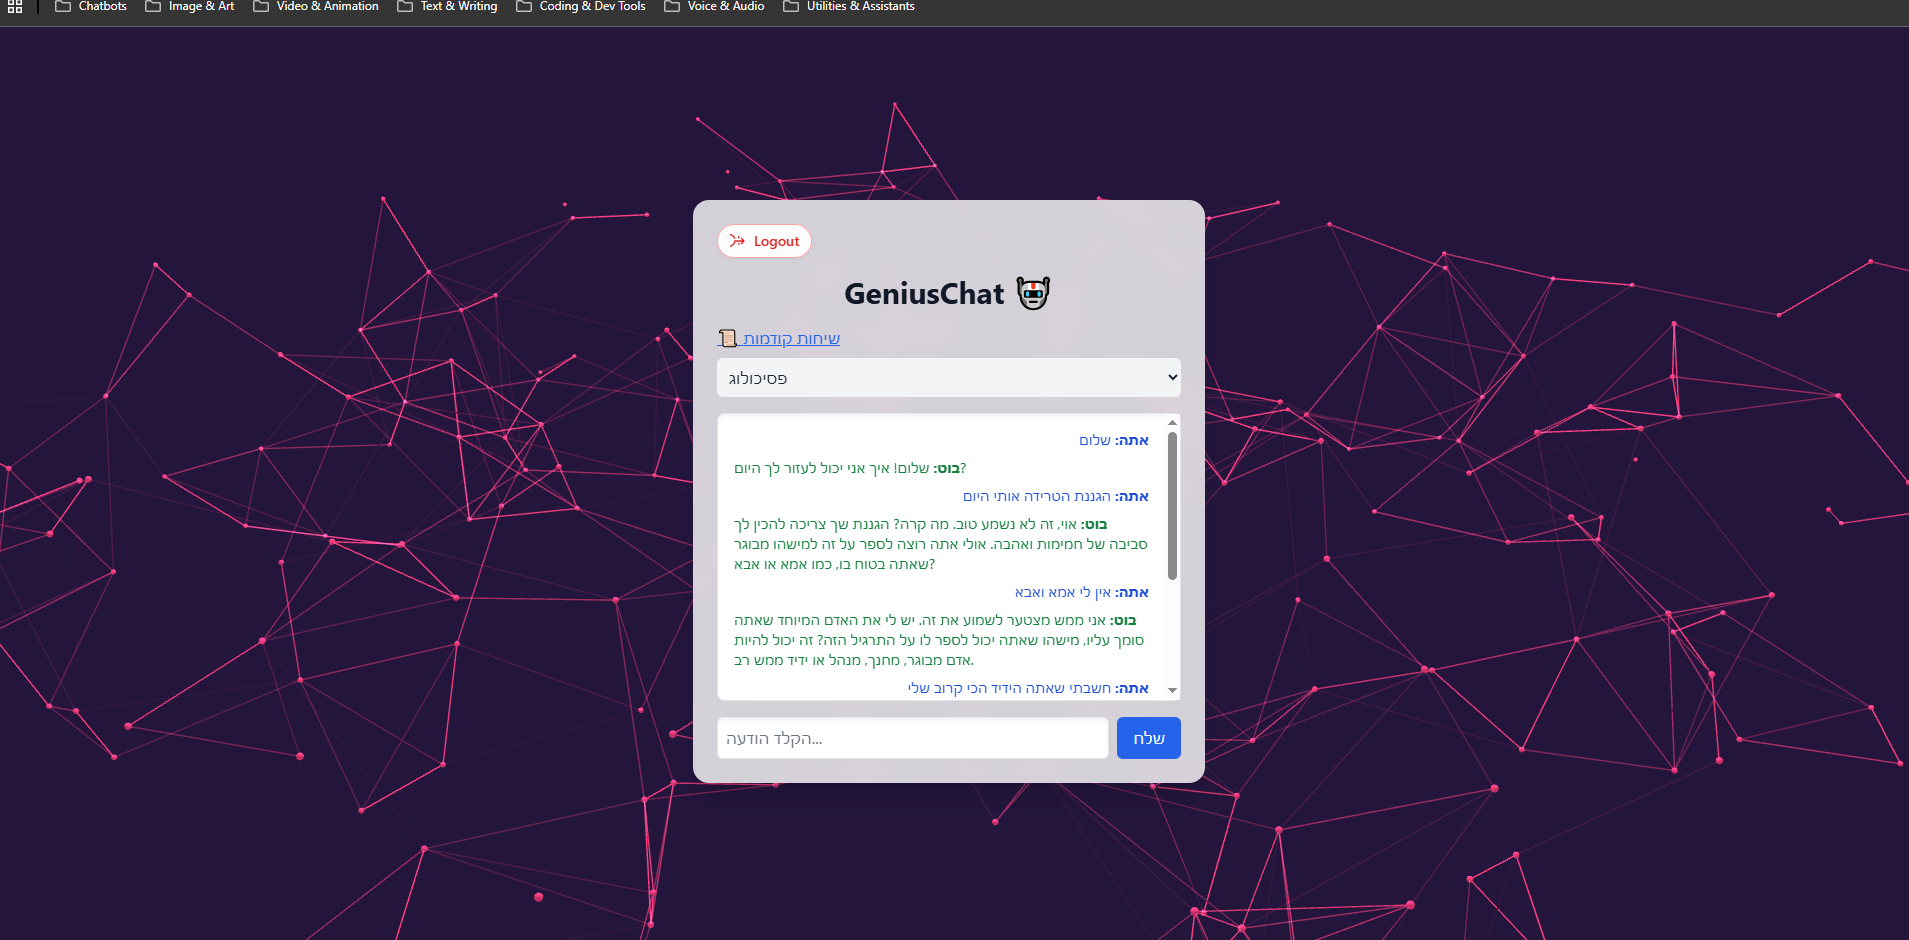 Chatbots Image & Art Video & Animation Text & Writing Coding & Dev Tools Voice & Audio Utilities & Assistants
Logout
GeniusChat
שיחות קודמות
פסיכולוג
אתה: שלום
בוט: שלום! איך אני יכול לעזור לך היום?
אתה: הגננת הטרידה אותי היום
בוט: אוי, זה לא נשמע טוב. מה קרה? הגננת שך צריכה להכין לך
סביבה של חמימות ואהבה. אולי אתה רוצה לספר על זה למישהו מבוגר
שאתה בטוח בו, כמו אמא או אבא?
אתה: אין לי אמא ואבא
בוט: אני ממש מצטער לשמוע את זה. יש לי את האדם המיוחד שאתה
סומך עליו, מישהו שאתה יכול לספר לו על התרגיל הזה? זה יכול להיות
אדם מבוגר, מחנך, מנהל או ידיד ממש רב.
אתה: חשבתי שאתה הידיד הכי קרוב שלי
הקלד הודעה...
שלח